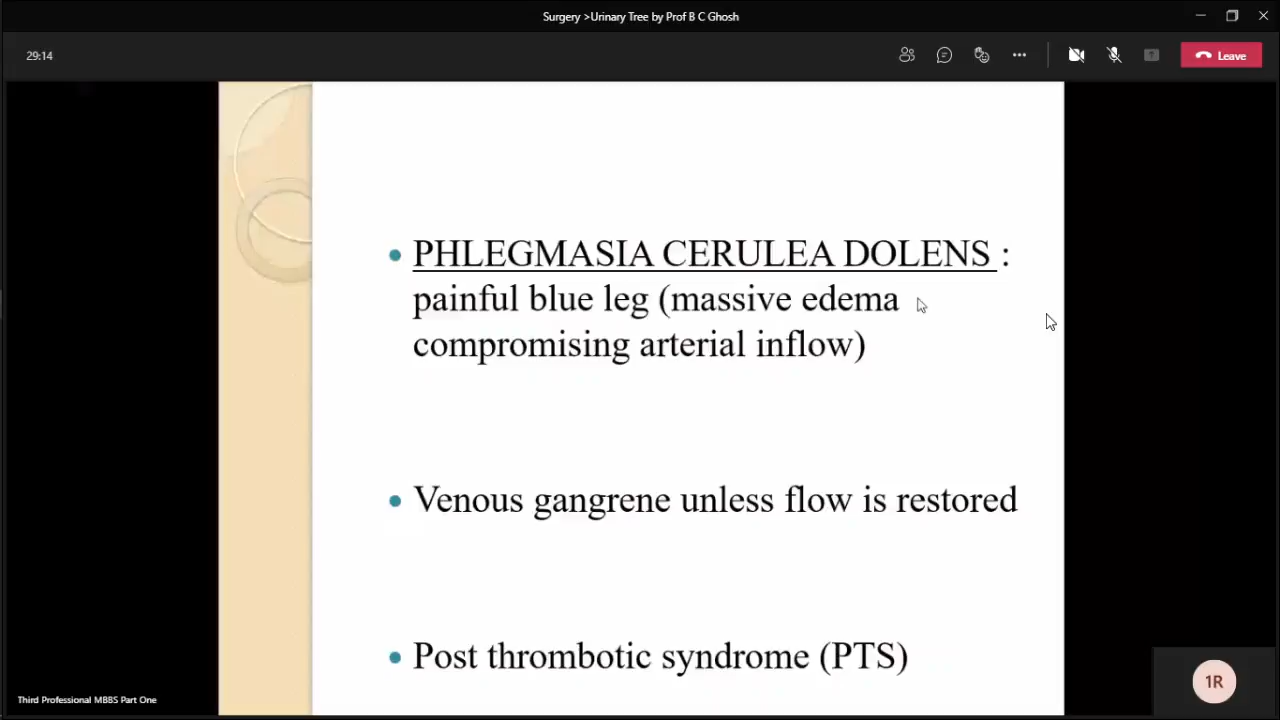 Surgery >Urinary Tree by Prof B C Ghosh
29:14
Leave
PHLEGMASIA CERULEA DOLENS :
painful blue leg (massive edema
compromising arterial inflow)
Venous gangrene unless flow is restored
Post thrombotic syndrome (PTS)
Third Professional MBBS Part One
1R